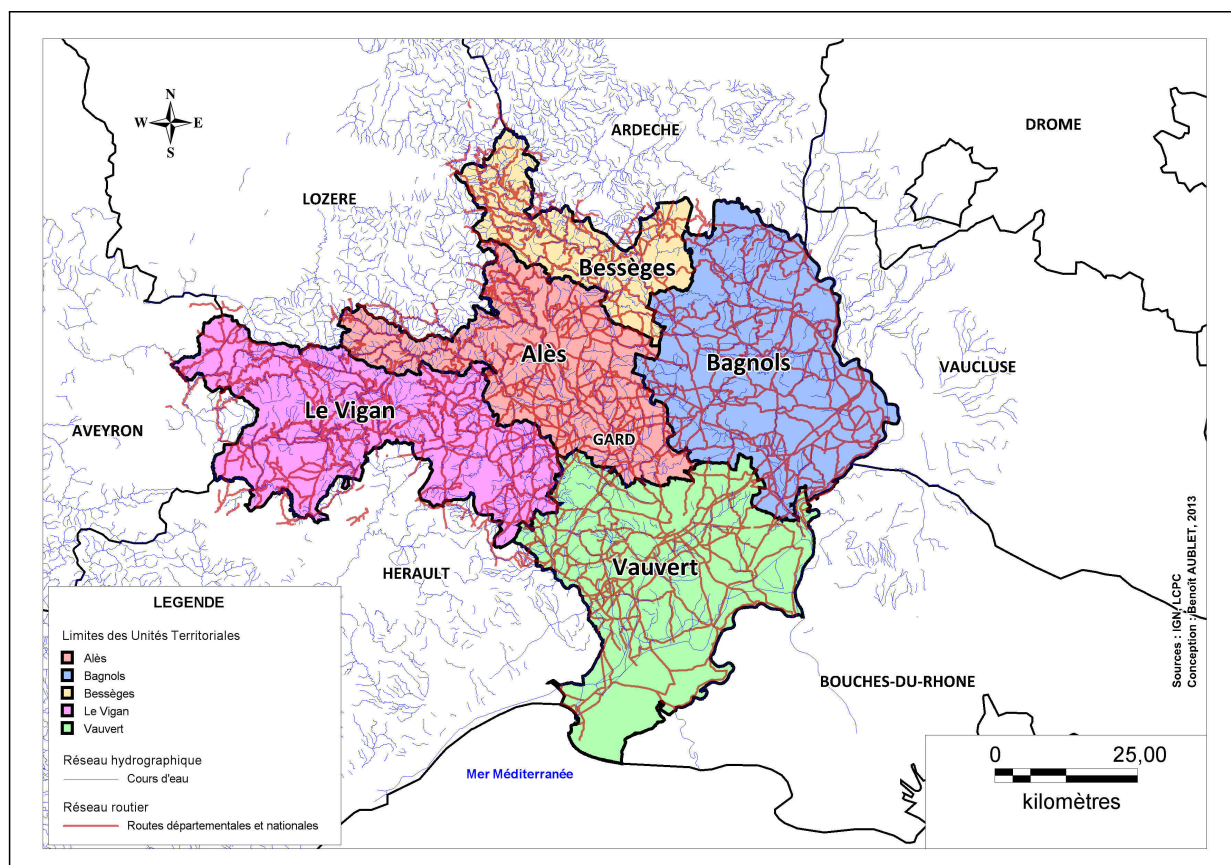 N
W E
S
ARDECHE
DROME
LOZERE
Bessèges
Alès
Bagnols
VAUCLUSE
Le Vigan
AVEYRON
GARD
HERAULT
Vauvert
BOUCHES-DU-RHONE
Mer Méditerranée
LEGENDE
Limites des Unités Territoriales
Alès
Bagnols
Bessèges
Le Vigan
Vauvert
Réseau hydrographique
Cours d'eau
Réseau routier
Routes départementales et nationales
Sources : IGN, LCPC
Conception : Benoît AUBLET, 2013
0 25,00
kilomètres